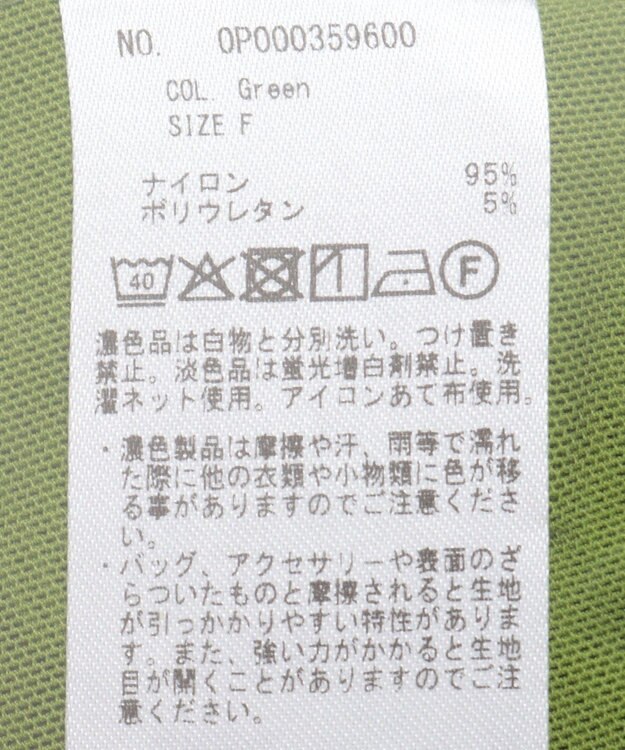 NO. 0P000359600
COL. Green
SIZE F
ナイロン 95%
ポリウレタン 5%
40 F
濃色品は白物と分別洗い。つけ置き
禁止。淡色品は蛍光増白剤禁止。洗
濯ネット使用。アイロンあて布使用。
・濃色製品は摩擦や汗、雨等で濡れ
た際に他の衣類や小物類に色が移
る事がありますのでご注意くださ
い。
・バッグ、アクセサリーや表面のざ
らついたものと摩擦されると生地
が引っかかりやすい特性がありま
す。また、強い力がかかると生地
目が開くことがありますのでご注
意ください。